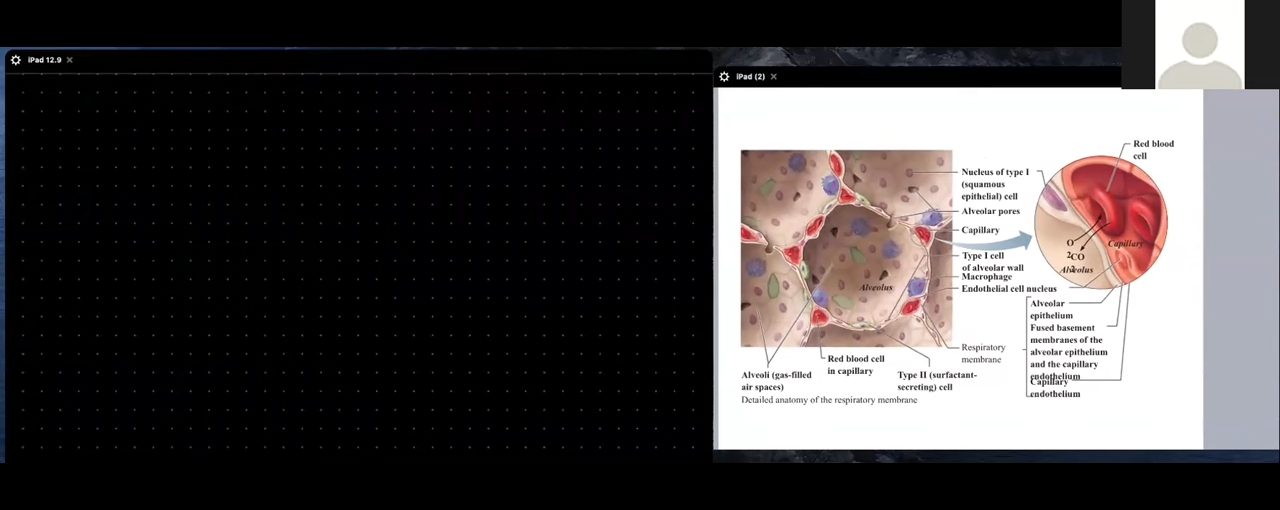 iPad 12.9
iPad (2)
Red blood
cell
Nucleus of type I
(squamous
epithelial) cell
Alveolar pores
Capillary
Type I cell
of alveolar wall
Macrophage
Endothelial cell nucleus
O
2CO
2
Capillary
Alveolus
Alveolus
Alveolar
epithelium
Fused basement
membranes of the
alveolar epithelium
and the capillary
endothelium
Capillary
endothelium
Respiratory
membrane
Red blood cell
in capillary
Alveoli (gas-filled
air spaces)
Type II (surfactant-
secreting) cell
Detailed anatomy of the respiratory membrane